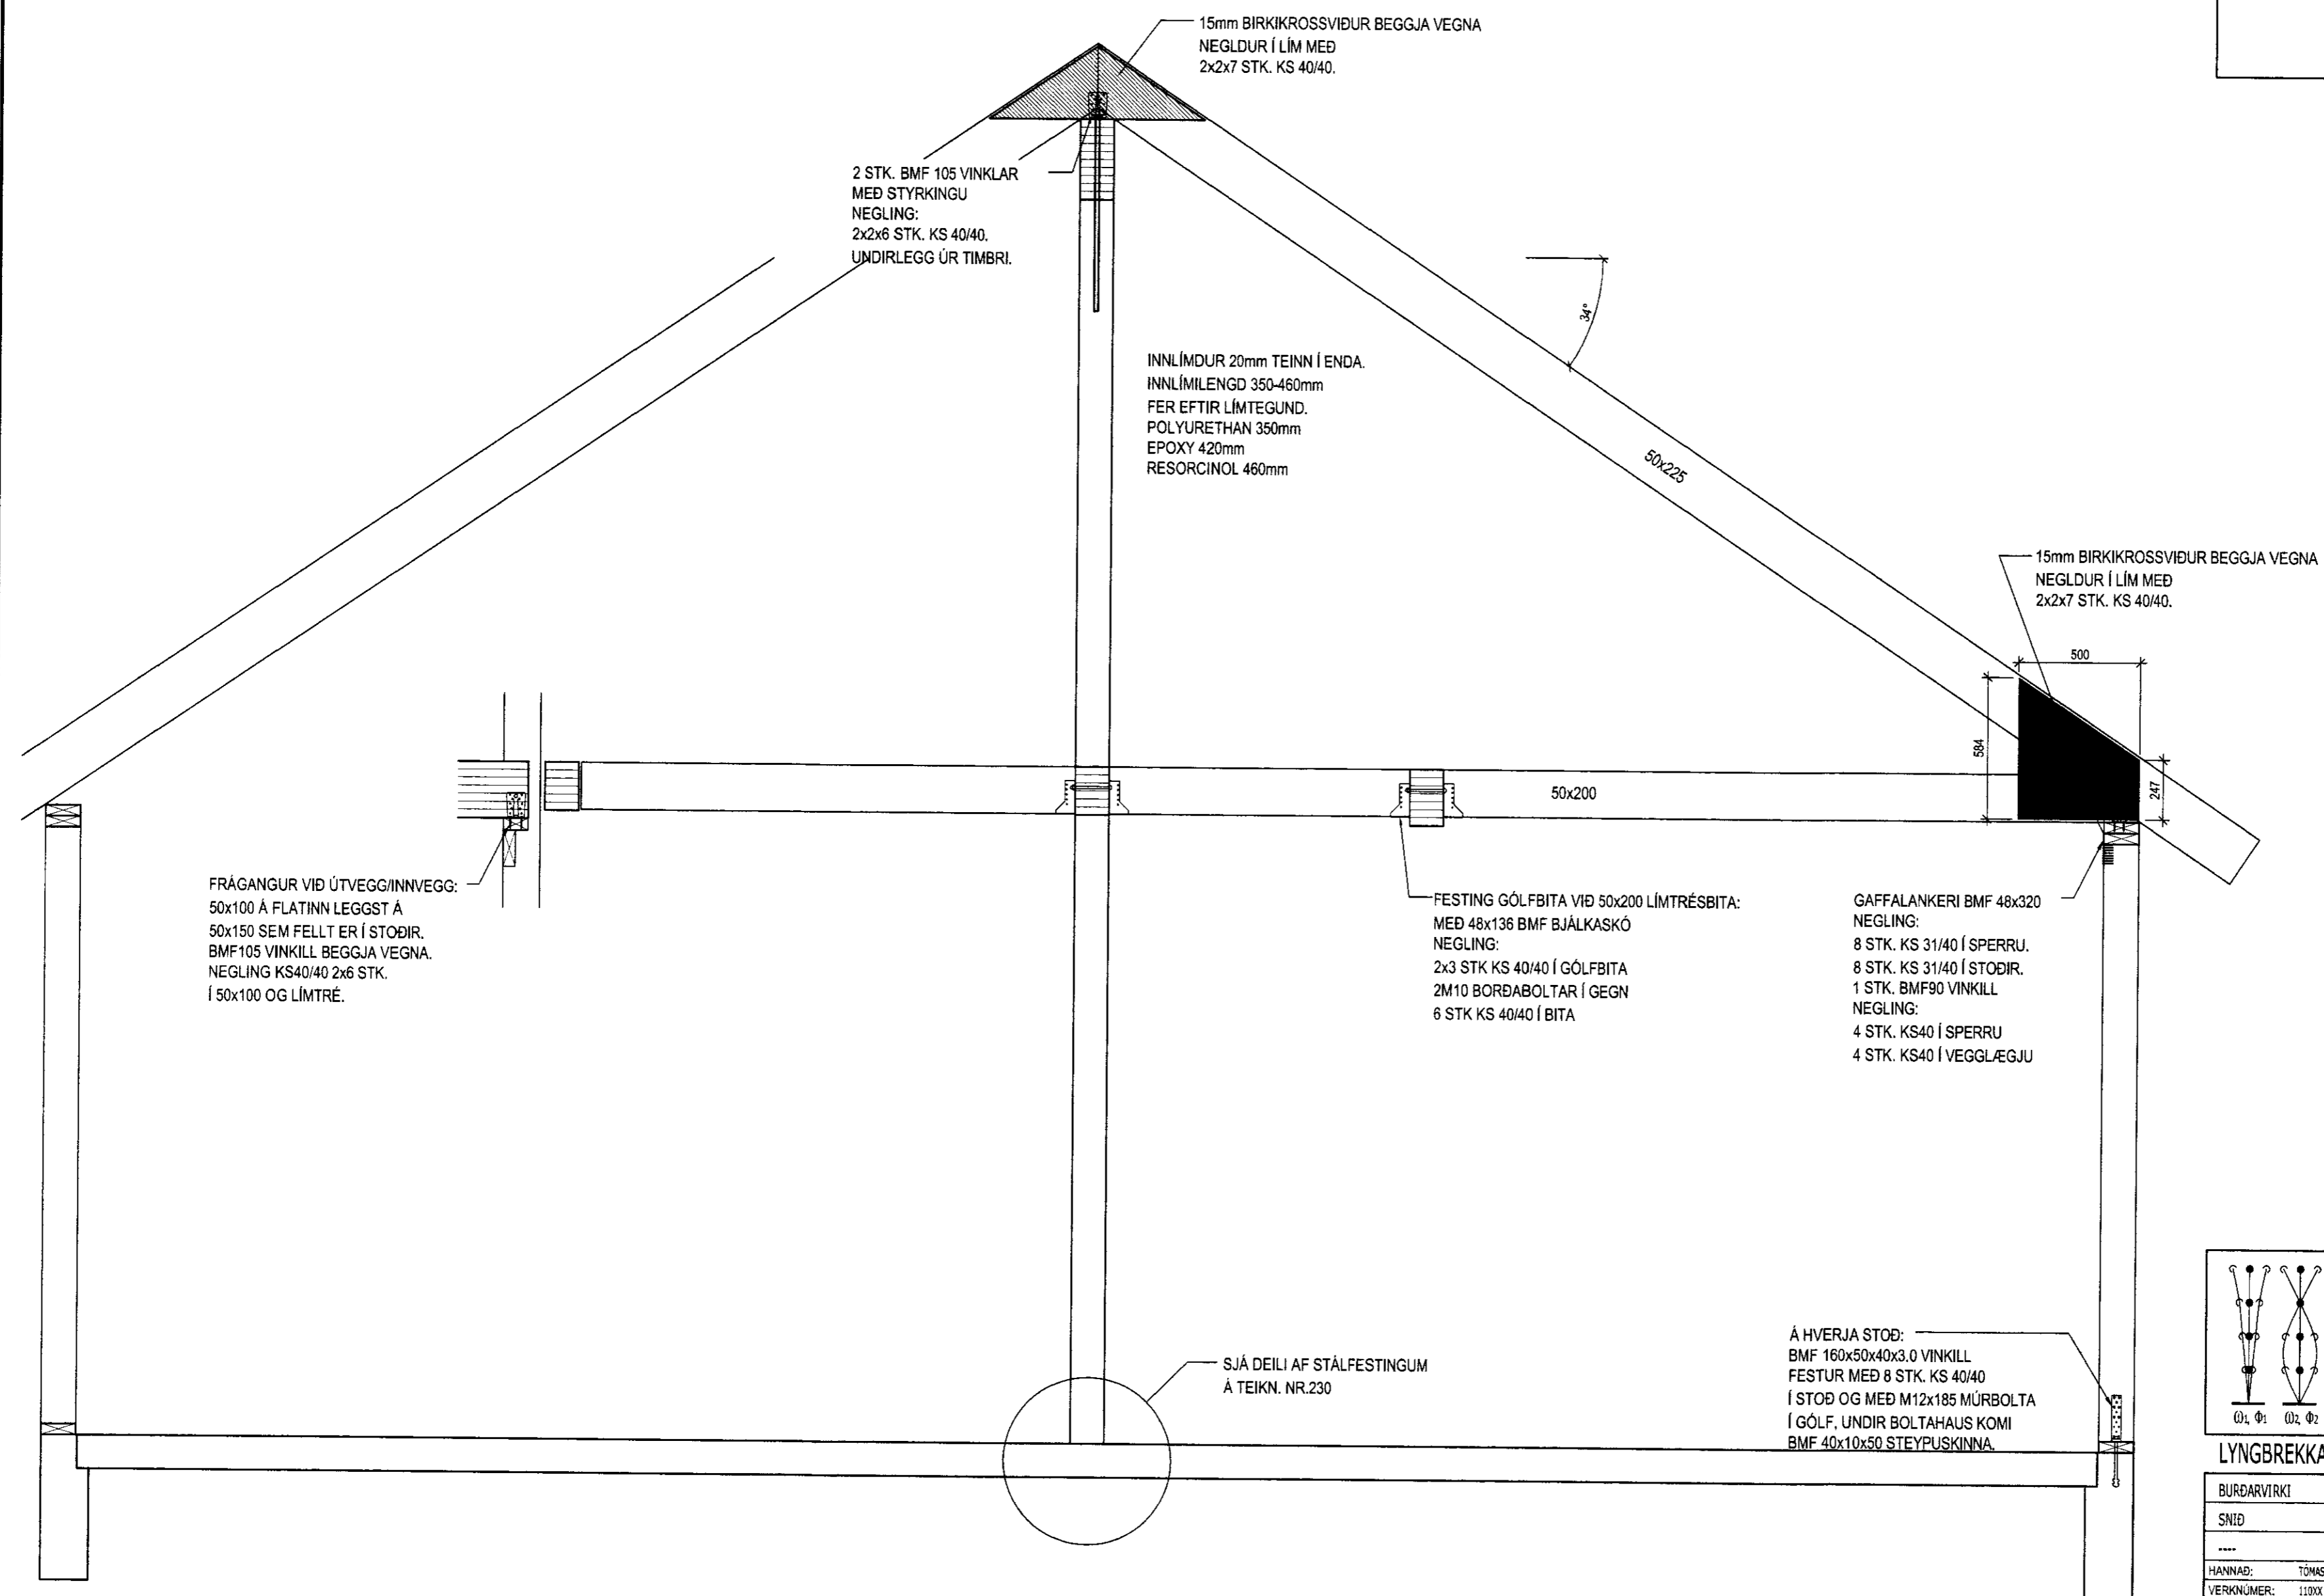 15mm BIRKIKROSSVIÐUR BEGGJA VEGNA
NEGLDUR Í LÍM MEÐ
2x2x7 STK. KS 40/40.
2 STK. BMF 105 VINKLAR
MEÐ STYRKINGU
NEGLING:
2x2x6 STK. KS 40/40.
UNDIRLEGG ÚR TIMBRI.
34°
INNLÍMDUR 20mm TEINN Í ENDA.
INNLÍMILENGD 350-460mm
FER EFTIR LÍMTEGUND.
POLYURETHAN 350mm
EPOXY 420mm
RESORCINOL 460mm
50x225
15mm BIRKIKROSSVIÐUR BEGGJA VEGNA
NEGLDUR Í LÍM MEÐ
2x2x7 STK. KS 40/40.
500
584
247
50x200
FRÁGANGUR VIÐ ÚTVEGG/INNVEGG:
50x100 Á FLATINN LEGGST Á
50x150 SEM FELLT ER Í STOÐIR.
BMF105 VINKILL BEGGJA VEGNA.
NEGLING KS40/40 2x6 STK.
Í 50x100 OG LÍMTRÉ.
FESTING GÓLFBITA VIÐ 50x200 LÍMTRÉSBITA:
MEÐ 48x136 BMF BJÁLKASKÓ
NEGLING:
2x3 STK KS 40/40 Í GÓLFBITA
2M10 BORÐABOLTAR Í GEGN
6 STK KS 40/40 Í BITA
GAFFALANKERI BMF 48x320
NEGLING:
8 STK. KS 31/40 Í SPERRU.
8 STK. KS 31/40 Í STOÐIR.
1 STK. BMF90 VINKILL
NEGLING:
4 STK. KS40 Í SPERRU
4 STK. KS40 Í VEGGLÆGJU
SJÁ DEILI AF STÁLFESTINGUM
Á TEIKN. NR.230
Á HVERJA STOÐ:
BMF 160x50x40x3,0 VINKILL
FESTUR MEÐ 8 STK. KS 40/40
Í STOÐ OG MEÐ M12x185 MÚRBOLTA
Í GÓLF, UNDIR BOLTAHAUS KOMI
BMF 40x10x50 STEYPUSKINNA.
ω1, Φ1 ω2, Φ2
LYNGBREKKA
BURÐARVIRKI
SNIÐ
----
HANNAÐ:
VERKNÚMER: 110XX